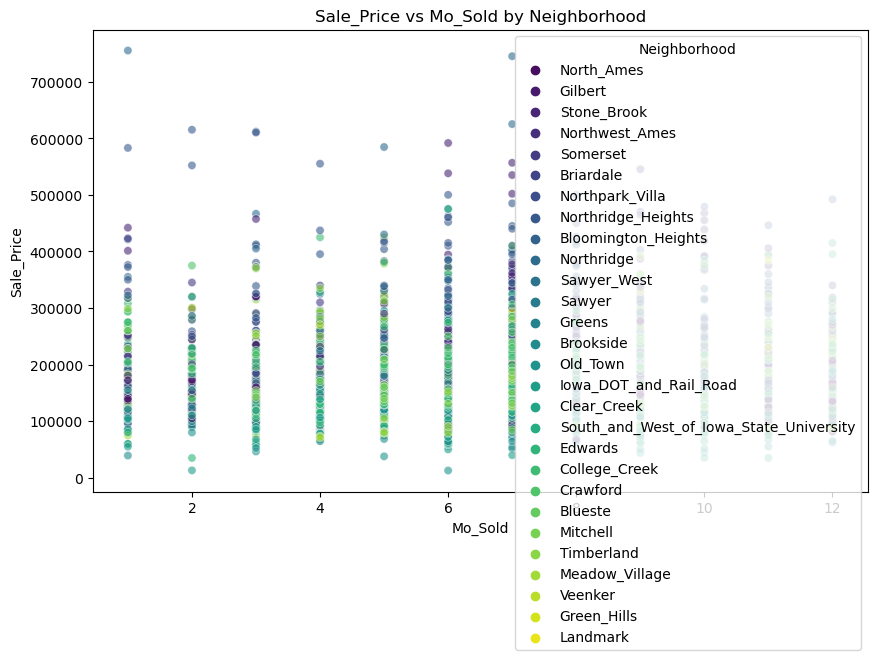 Sale_Price vs Mo_Sold by Neighborhood
Sale_Price
700000
600000
500000
400000
300000
200000
100000
0
2
4
6
8
10
12
Mo_Sold
Neighborhood
North_Ames
Gilbert
Stone_Brook
Northwest_Ames
Somerset
Briardale
Northpark_Villa
Northridge_Heights
Bloomington_Heights
Northridge
Sawyer_West
Sawyer
Greens
Brookside
Old_Town
Iowa_DOT_and_Rail_Road
Clear_Creek
South_and_West_of_Iowa_State_University
Edwards
College_Creek
Crawford
Blueste
Mitchell
Timberland
Meadow_Village
Veenker
Green_Hills
Landmark